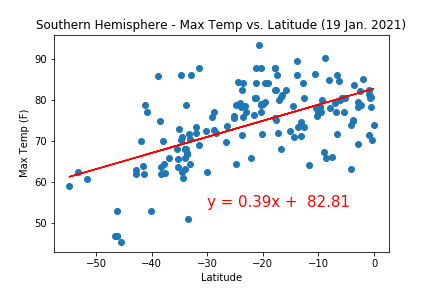 Southern Hemisphere - Max Temp vs. Latitude (19 Jan. 2021)
90
80
70
60
50
Max Temp (F)
y = 0.39x + 82.81
−50
−40
−30
−20
−10
0
Latitude